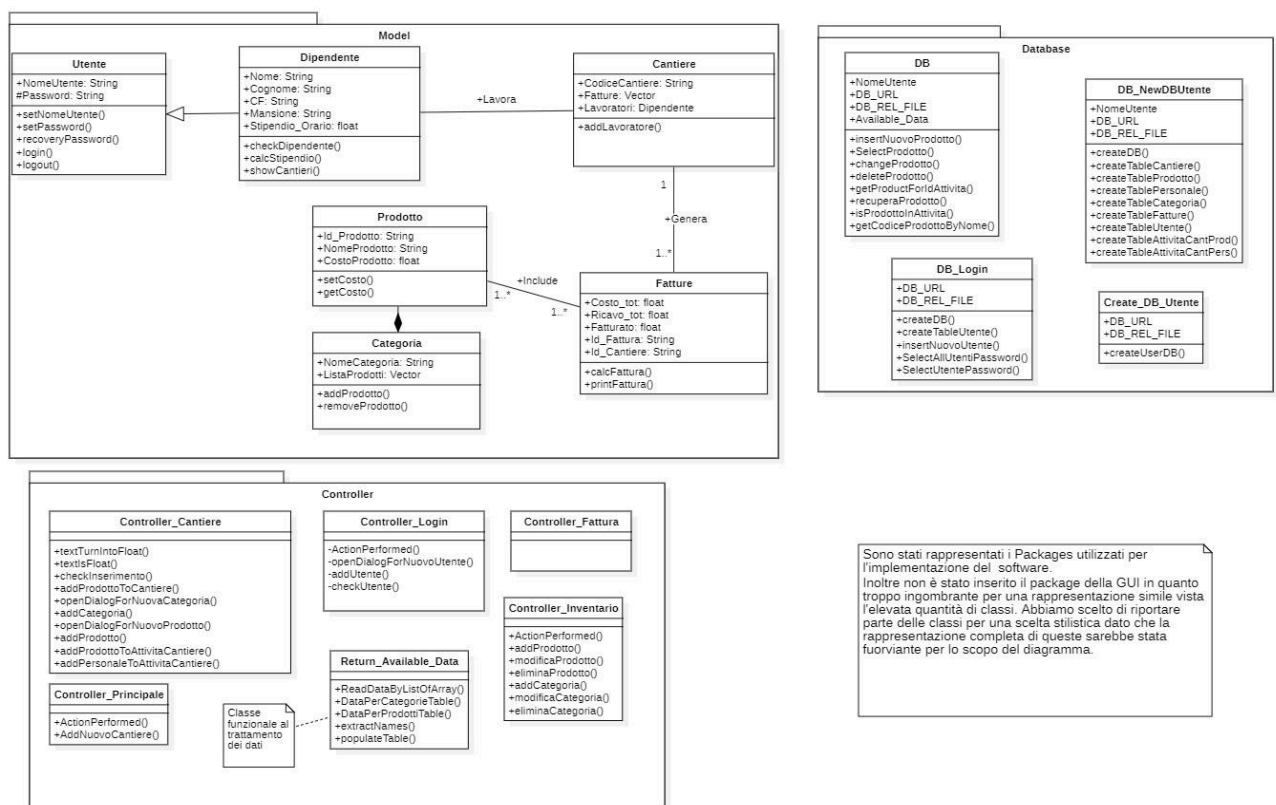 Model
Utente
+NomeUtente: String
#Password: String
+setNomeUtente()
+setPassword()
+recoveryPassword()
+login()
+logout()
Dipendente
+Nome: String
+Cognome: String
+CF: String
+Mansione: String
+Stipendio_Orario: float
+checkDipendente()
+calcStipendio()
+showCantieri()
+Lavora
Cantiere
+CodiceCantiere: String
+Fatture: Vector
+Lavoratori: Dipendente
+addLavoratore()
1
+Genera
1..*
Prodotto
+Id_Prodotto: String
+NomeProdotto: String
+CostoProdotto: float
+setCosto()
+getCosto()
+Include
1..*
1..*
Fatture
+Costo_tot: float
+Ricavo_tot: float
+Fatturato: float
+Id_Fattura: String
+Id_Cantiere: String
+calcFattura()
+printFattura()
Categoria
+NomeCategoria: String
+ListaProdotti: Vector
+addProdotto()
+removeProdotto()
Database
DB
+NomeUtente
+DB_URL
+DB_REL_FILE
+Available_Data
+insertNuovoProdotto()
+SelectProdotto()
+changeProdotto()
+deleteProdotto()
+getProductForIdAttivita()
+recuperaProdotto()
+isProdottoInAttivita()
+getCodiceProdottoByNome()
DB_NewDBUtente
+NomeUtente
+DB_URL
+DB_REL_FILE
+createDB()
+createTableCantiere()
+createTableProdotto()
+createTablePersonale()
+createTableCategoria()
+createTableFatture()
+createTableUtente()
+createTableAttivitaCantProd()
+createTableAttivitaCantPers()
DB_Login
+DB_URL
+DB_REL_FILE
+createDB()
+createTableUtente()
+insertNuovoUtente()
+SelectAllUtentiPassword()
+SelectUtentePassword()
Create_DB_Utente
+DB_URL
+DB_REL_FILE
+createUserDB()
Controller
Controller_Cantiere
+textTurnIntoFloat()
+textIsFloat()
+checkInserimento()
+addProdottoToCantiere()
+openDialogForNuovaCategoria()
+addCategoria()
+openDialogForNuovoProdotto()
+addProdotto()
+addProdottoToAttivitaCantiere()
+addPersonaleToAttivitaCantiere()
Controller_Login
-ActionPerformed()
-openDialogForNuovoUtente()
-addUtente()
-checkUtente()
Controller_Fattura
Controller_Inventario
+ActionPerformed()
+addProdotto()
+modificaProdotto()
+eliminaProdotto()
+addCategoria()
+modificaCategoria()
+eliminaCategoria()
Controller_Principale
+ActionPerformed()
+AddNuovoCantiere()
Classe
funzionale al
trattamento
dei dati
Return_Available_Data
+ReadDataByListOfArray()
+DataPerCategorieTable()
+DataPerProdottiTable()
+extractNames()
+populateTable()
Sono stati rappresentati i Packages utilizzati per
l'implementazione del software.
Inoltre non è stato inserito il package della GUI in quanto
troppo ingombrante per una rappresentazione simile vista
l'elevata quantità di classi. Abbiamo scelto di riportare
parte delle classi per una scelta stilistica dato che la
rappresentazione completa di queste sarebbe stata
fuorviante per lo scopo del diagramma.